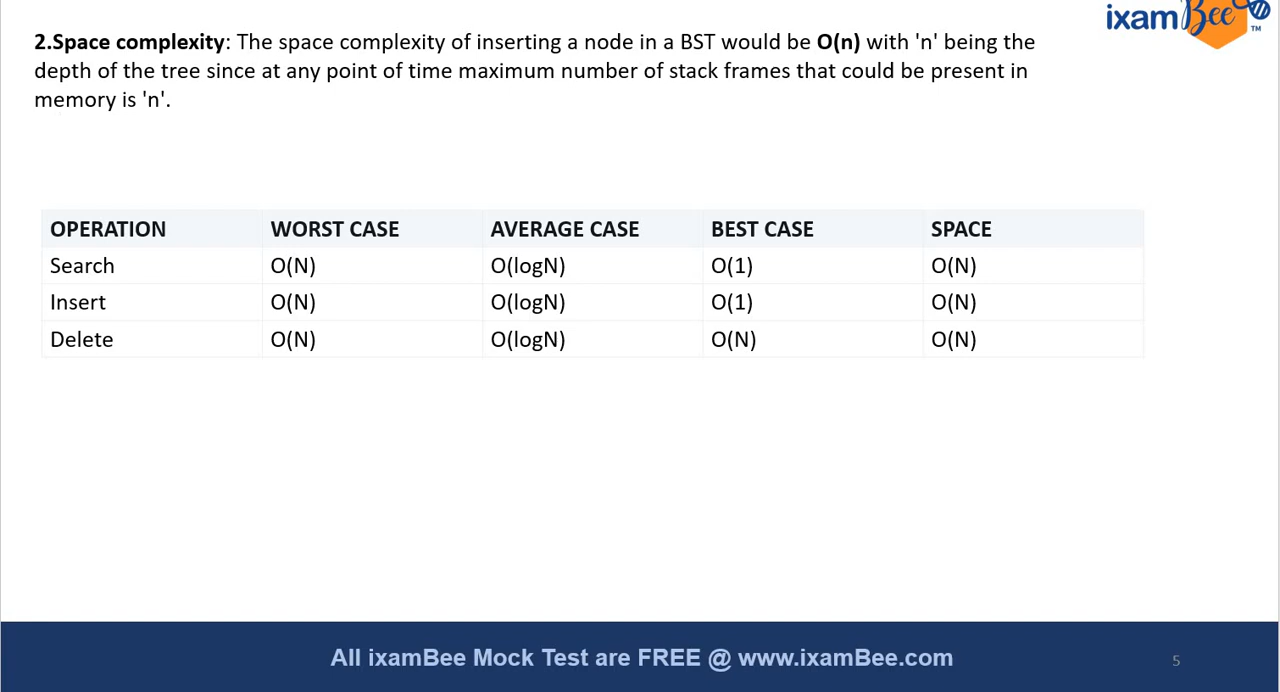 ixamBee
TM
2.Space complexity: The space complexity of inserting a node in a BST would be O(n) with 'n' being the
depth of the tree since at any point of time maximum number of stack frames that could be present in
memory is 'n'.
OPERATION WORST CASE AVERAGE CASE BEST CASE SPACE
Search O(N) O(logN) O(1) O(N)
Insert O(N) O(logN) O(1) O(N)
Delete O(N) O(logN) O(N) O(N)
All ixamBee Mock Test are FREE @ www.ixamBee.com
5